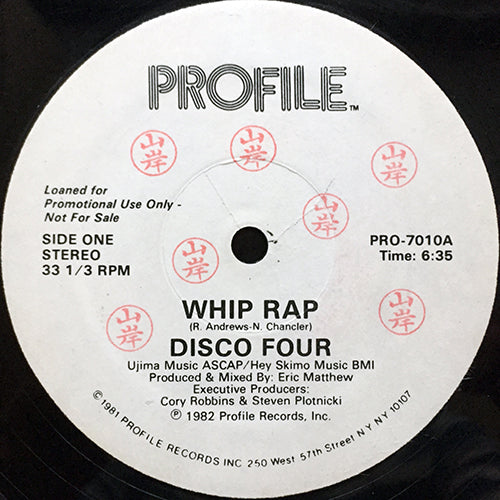 PROFILE™
山岸
山岸
山岸
山岸
山岸
山岸
山岸
Loaned for
Promotional Use Only -
Not For Sale
SIDE ONE
STEREO
33 1/3 RPM
PRO-7010A
Time: 6:35
WHIP RAP
(R. Andrews-N. Chancler)
DISCO FOUR
Ujima Music ASCAP/Hey Skimo Music BMI
Produced & Mixed By: Eric Matthew
Executive Producers:
Cory Robbins & Steven Plotnicki
℗ 1982 Profile Records, Inc.
© 1981 PROFILE RECORDS INC 250 West 57th Street N Y N Y 10107